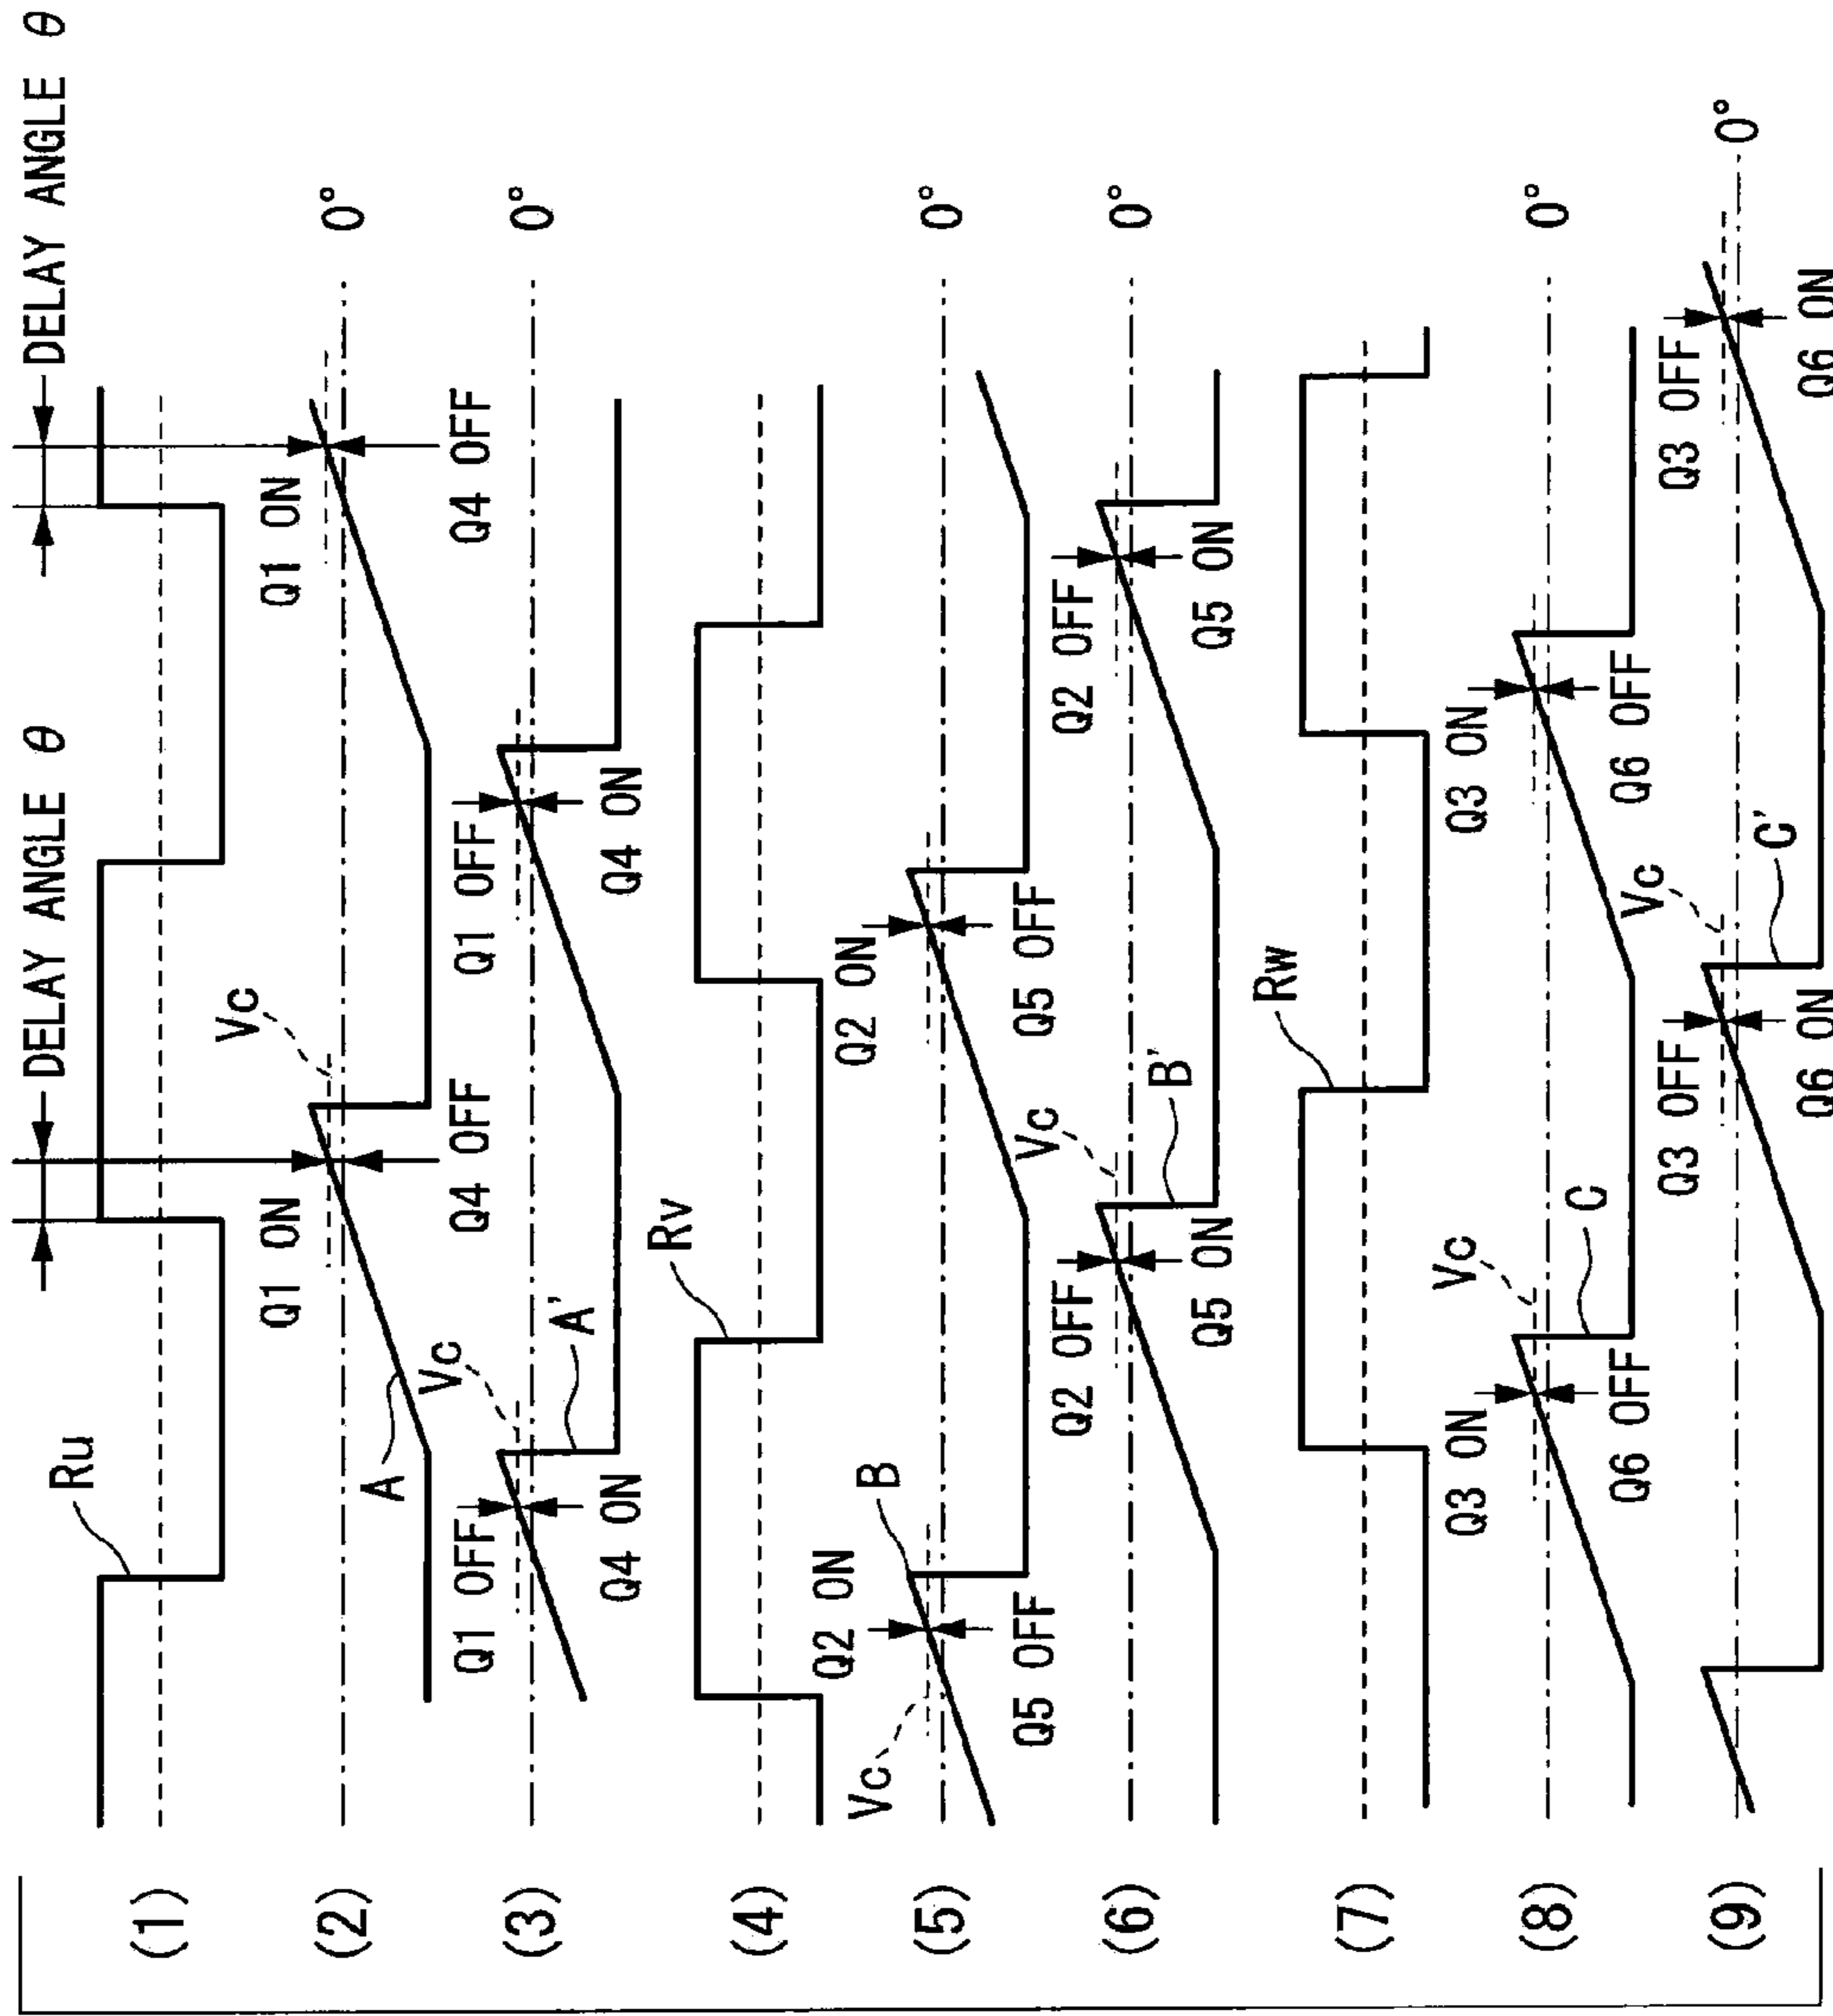 DELAY ANGLE θ
DELAY ANGLE θ
(1)
Ru
(2)
A
Q1 ON
Q4 OFF
Vc
Q1 ON
Q4 OFF
0°
(3)
Q1 OFF
Q4 ON
Vc
A'
Q1 OFF
Q4 ON
0°
(4)
Rv
(5)
Vc
Q2 ON
Q5 OFF
B
Q2 ON
Q5 OFF
0°
(6)
Q2 OFF
Q5 ON
Vc
B'
Q2 OFF
Q5 ON
0°
(7)
Rw
(8)
Q3 ON
Q6 OFF
Vc
C
Q3 ON
Q6 OFF
0°
(9)
Q3 OFF
Q6 ON
Vc
C'
Q3 OFF
Q6 ON
0°